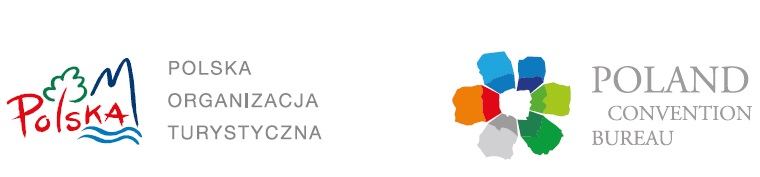 Polska
POLSKA
ORGANIZACJA
TURYSTYCZNA
POLAND
CONVENTION
BUREAU